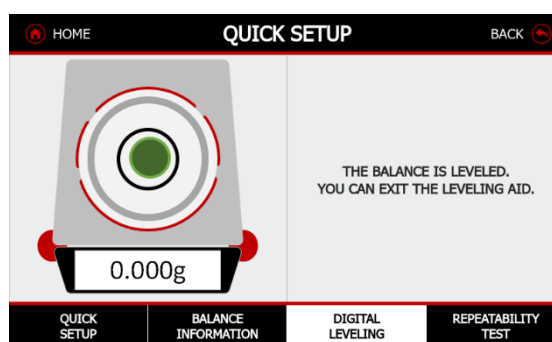 HOME
QUICK SETUP
BACK
THE BALANCE IS LEVELED.
YOU CAN EXIT THE LEVELING AID.
0.000g
QUICK
SETUP
BALANCE
INFORMATION
DIGITAL
LEVELING
REPEATABILITY
TEST